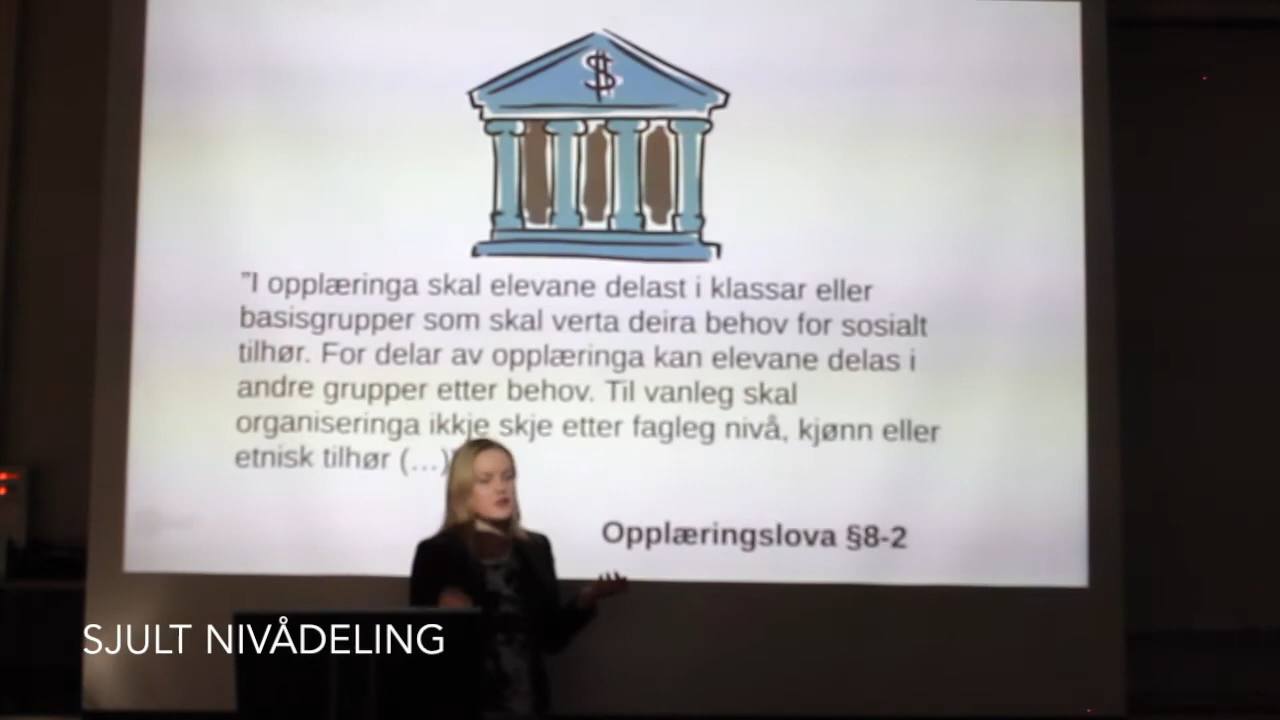 $
"I opplæringa skal elevane delast i klassar eller
basisgrupper som skal verta deira behov for sosialt
tilhør. For delar av opplæringa kan elevane delas i
andre grupper etter behov. Til vanleg skal
organiseringa ikkje skje etter fagleg nivå, kjønn eller
etnisk tilhør (…)
Opplæringslova §8-2
SJULT NIVÅDELING